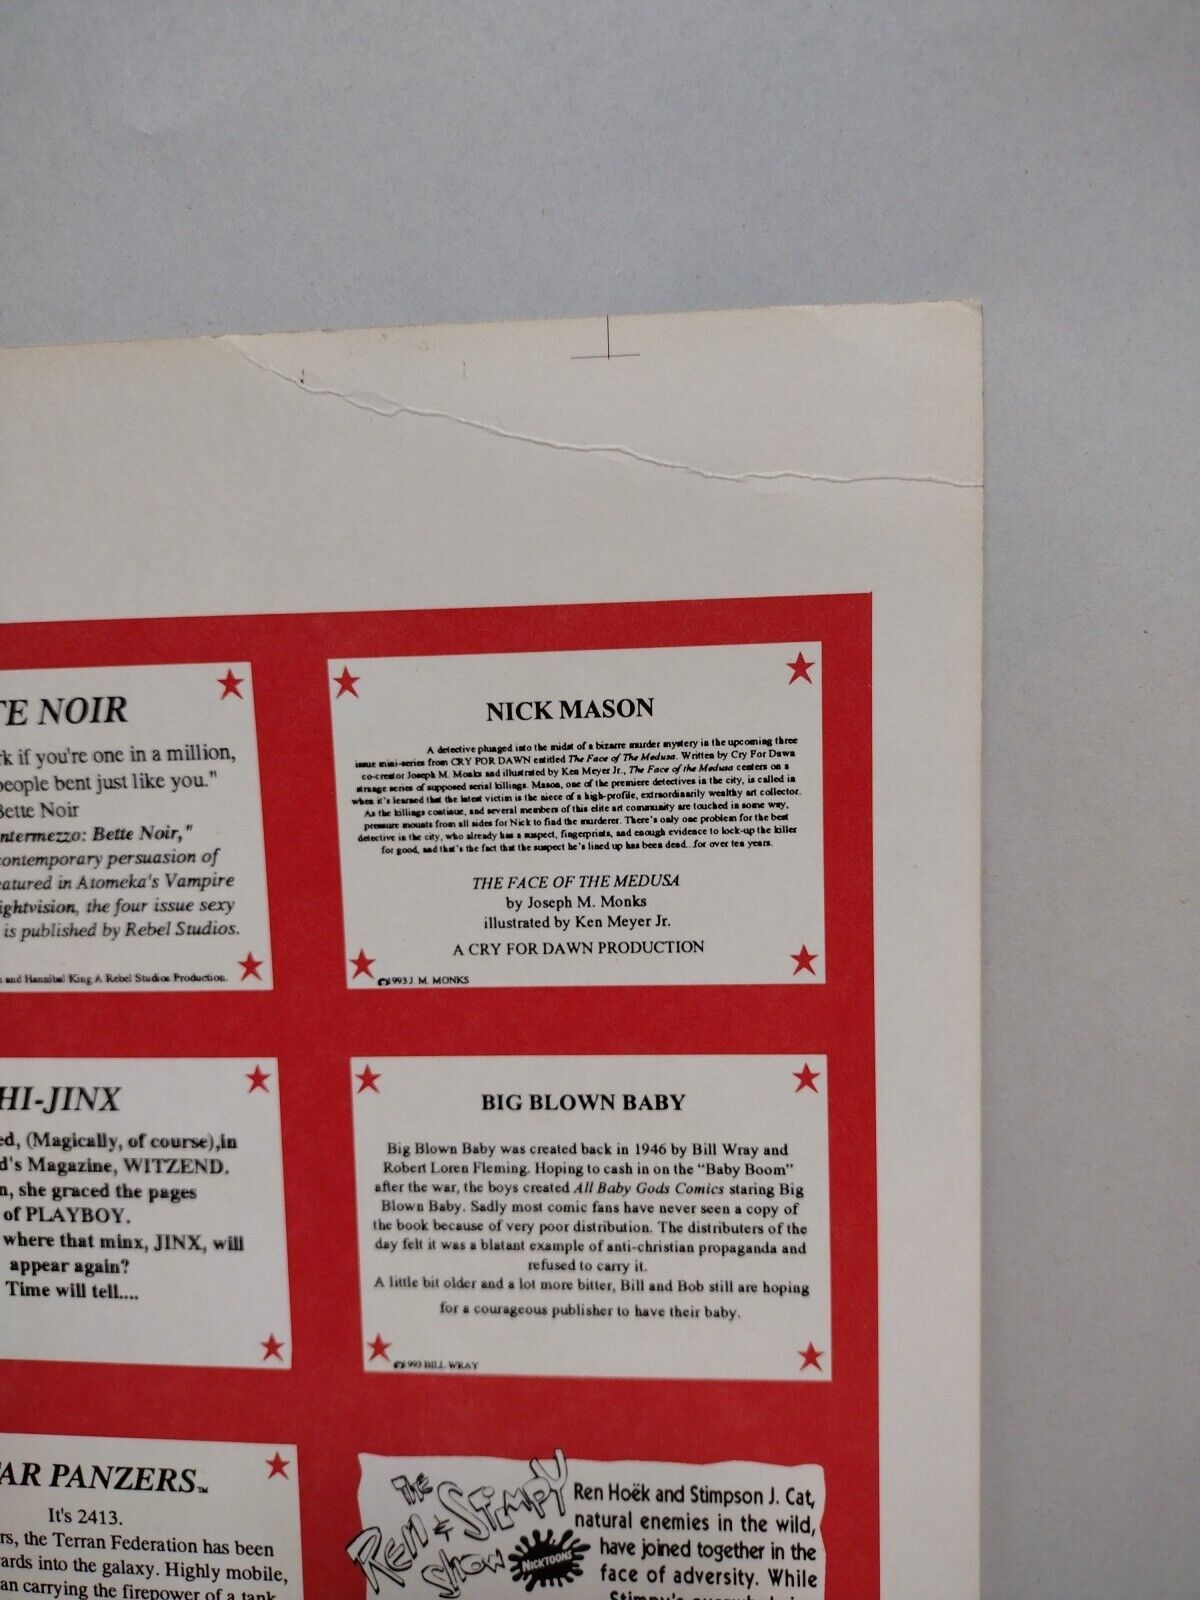 TE NOIR
rk if you're one in a million,
people bent just like you."
Bette Noir
ntermezzo: Bette Noir,"
contemporary persuasion of
eatured in Atomeka's Vampire
ightvision, the four issue sexy
is published by Rebel Studios.
and Hannibal King A Rebel Studios Production.
NICK MASON
A detective plunged into the midst of a bizarre murder mystery in the upcoming three
issue mini-series from CRY FOR DAWN entitled The Face of The Medusa. Written by Cry For Dawn
co-creator Joseph M. Monks and illustrated by Ken Meyer Jr., The Face of the Medusa centers on a
strange series of supposed serial killings. Mason, one of the premiere detectives in the city, is called in
when it's learned that the latest victim is the niece of a high-profile, extraordinarily wealthy art collector.
As the killings continue, and several members of this elite art community are touched in some way,
pressure mounts from all sides for Nick to find the murderer. There's only one problem for the best
detective in the city, who already has a suspect, fingerprints, and enough evidence to lock-up the killer
for good, and that's the fact that the suspect he's lined up has been dead...for over ten years.
THE FACE OF THE MEDUSA
by Joseph M. Monks
illustrated by Ken Meyer Jr.
A CRY FOR DAWN PRODUCTION
©1993 J. M. MONKS
HI-JINX
ed, (Magically, of course),in
d's Magazine, WITZEND.
n, she graced the pages
of PLAYBOY.
where that minx, JINX, will
appear again?
Time will tell....
BIG BLOWN BABY
Big Blown Baby was created back in 1946 by Bill Wray and
Robert Loren Fleming. Hoping to cash in on the "Baby Boom"
after the war, the boys created All Baby Gods Comics staring Big
Blown Baby. Sadly most comic fans have never seen a copy of
the book because of very poor distribution. The distributers of the
day felt it was a blatant example of anti-christian propaganda and
refused to carry it.
A little bit older and a lot more bitter, Bill and Bob still are hoping
for a courageous publisher to have their baby.
©1993 BILL WRAY
AR PANZERS™
It's 2413.
rs, the Terran Federation has been
ards into the galaxy. Highly mobile,
an carrying the firepower of a tank
THE
Ren & Stimpy
Show
NICKTOONS
Ren Hoëk and Stimpson J. Cat,
natural enemies in the wild,
have joined together in the
face of adversity. While
Stimpy's